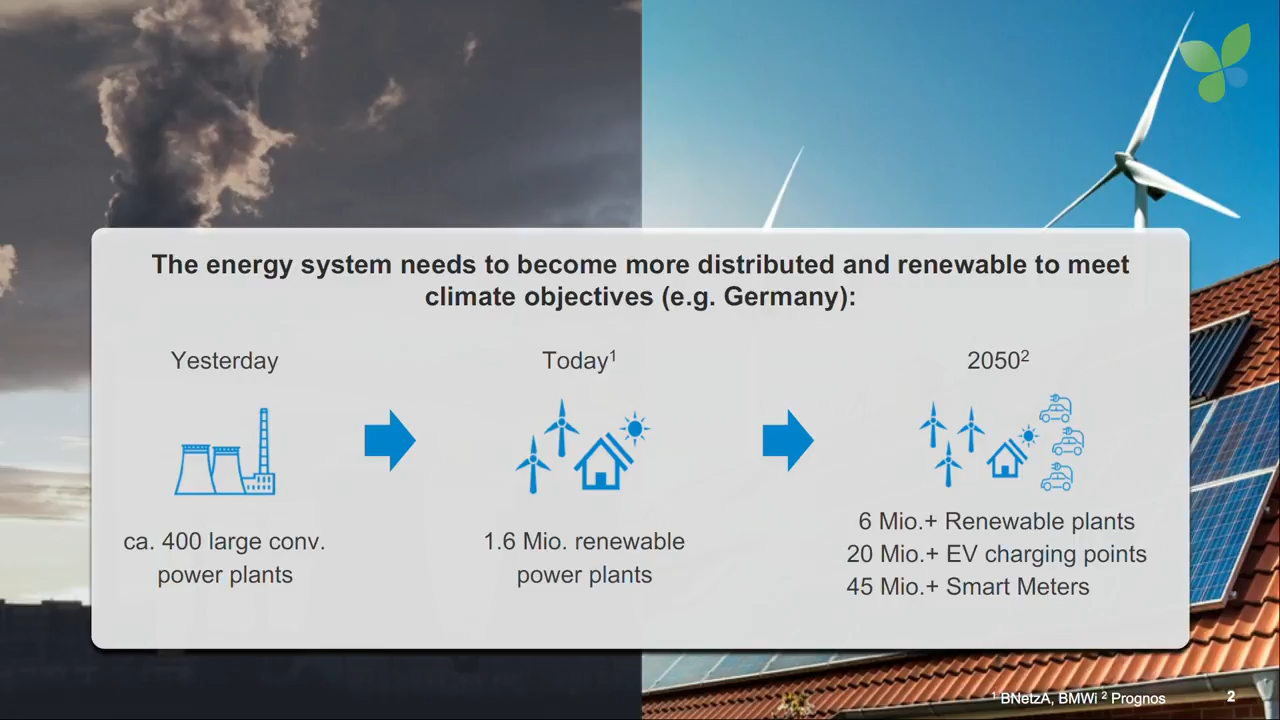 The energy system needs to become more distributed and renewable to meet
climate objectives (e.g. Germany):
Yesterday
Today¹
2050²
ca. 400 large conv.
power plants
1.6 Mio. renewable
power plants
6 Mio.+ Renewable plants
20 Mio.+ EV charging points
45 Mio.+ Smart Meters
¹ BNetzA, BMWi ² Prognos
2